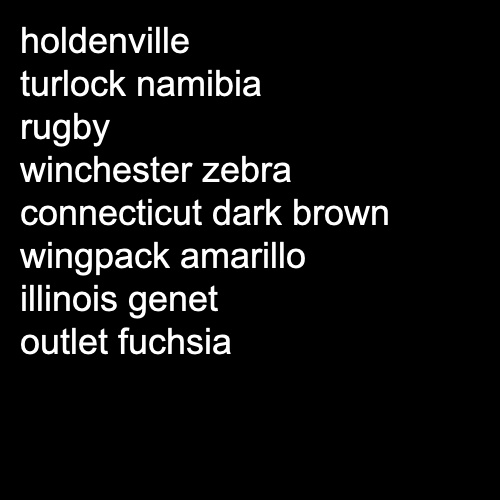 holdenville
turlock namibia
rugby
winchester zebra
connecticut dark brown
wingpack amarillo
illinois genet
outlet fuchsia